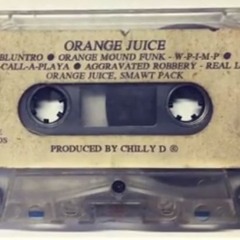 ORANGE JUICE
BLUNTRO ● ORANGE MOUND FUNK - W-P-I-M-P ●
-CALL-A-PLAYA ● AGGRAVATED ROBBERY - REAL L
ORANGE JUICE, SMAWT PACK
PRODUCED BY CHILLY D ®